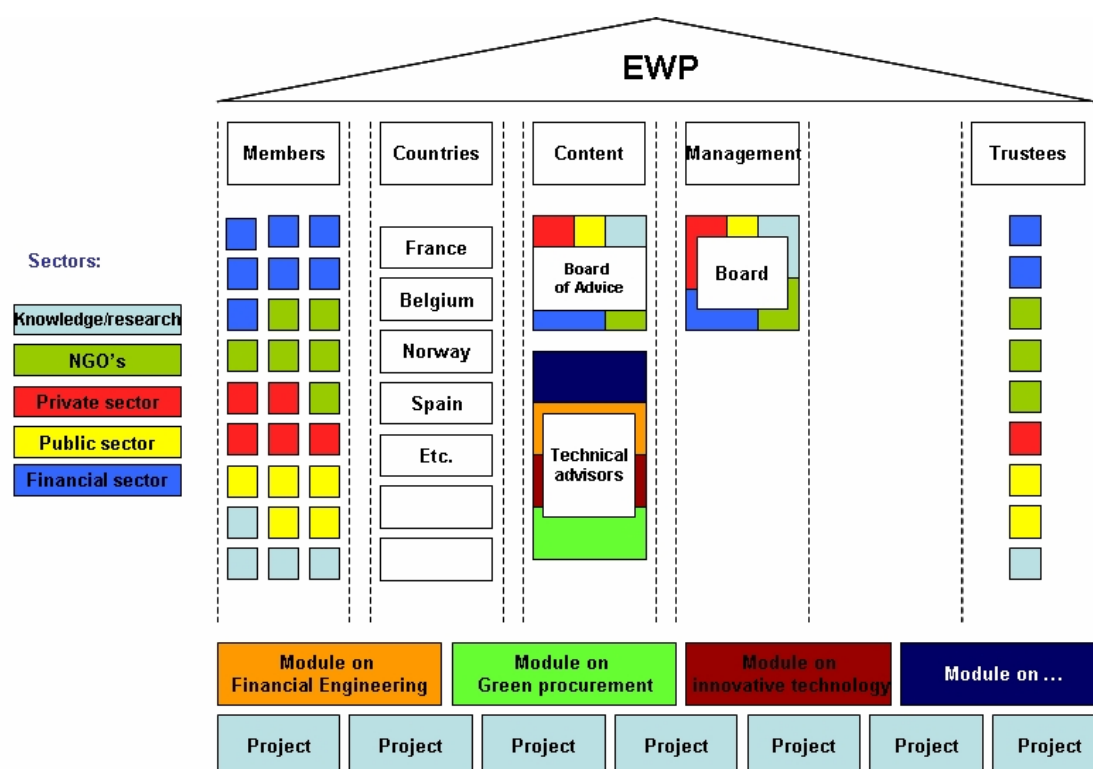 EWP
Members
Countries
Content
Management
Trustees
Sectors:
Knowledge/research
NGO's
Private sector
Public sector
Financial sector
France
Belgium
Norway
Spain
Etc.
Board
of Advice
Technical
advisors
Board
Module on
Financial Engineering
Module on
Green procurement
Module on
innovative technology
Module on ...
Project
Project
Project
Project
Project
Project
Project